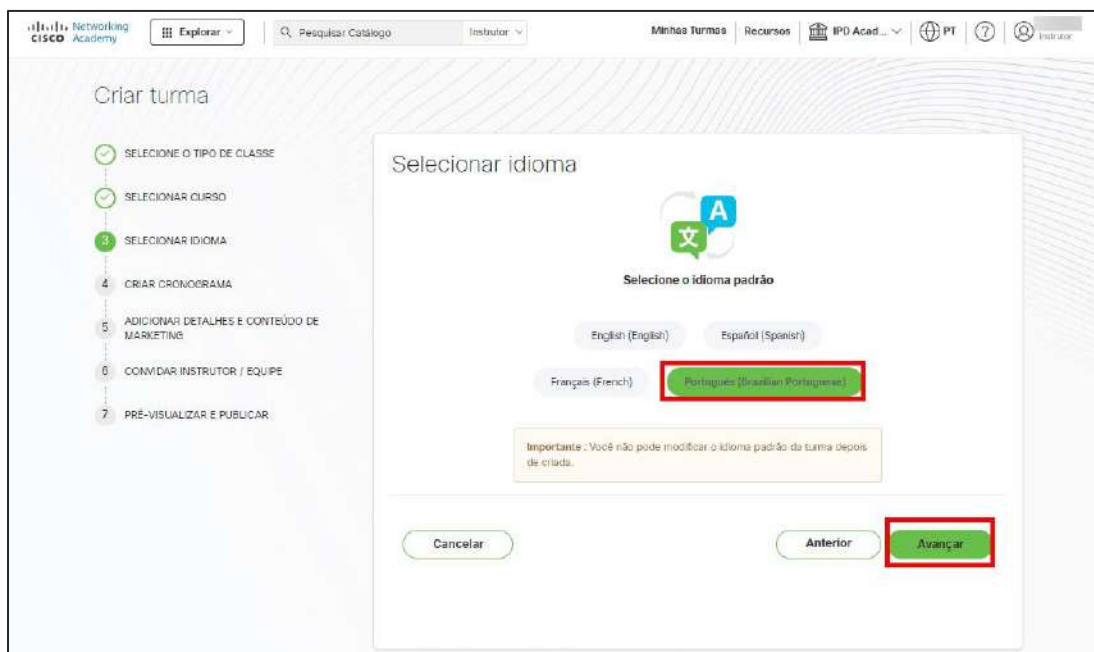 Networking
CISCO Academy
Explorar
Pesquisar Catálogo
Instrutor
Minhas Turmas
Recursos
IPD Acad...
PT
?
Instrutor
Criar turma
SELECIONE O TIPO DE CLASSE
SELECIONAR CURSO
3 SELECIONAR IDIOMA
4 CRIAR CRONOGRAMA
5 ADICIONAR DETALHES E CONTEÚDO DE
MARKETING
6 CONVIDAR INSTRUTOR / EQUIPE
7 PRÉ-VISUALIZAR E PUBLICAR
Selecionar idioma
A
文
Selecione o idioma padrão
English (English)
Español (Spanish)
Français (French)
Português (Brazilian Portuguese)
Importante : Você não pode modificar o idioma padrão da turma depois
de criada.
Cancelar
Anterior
Avançar